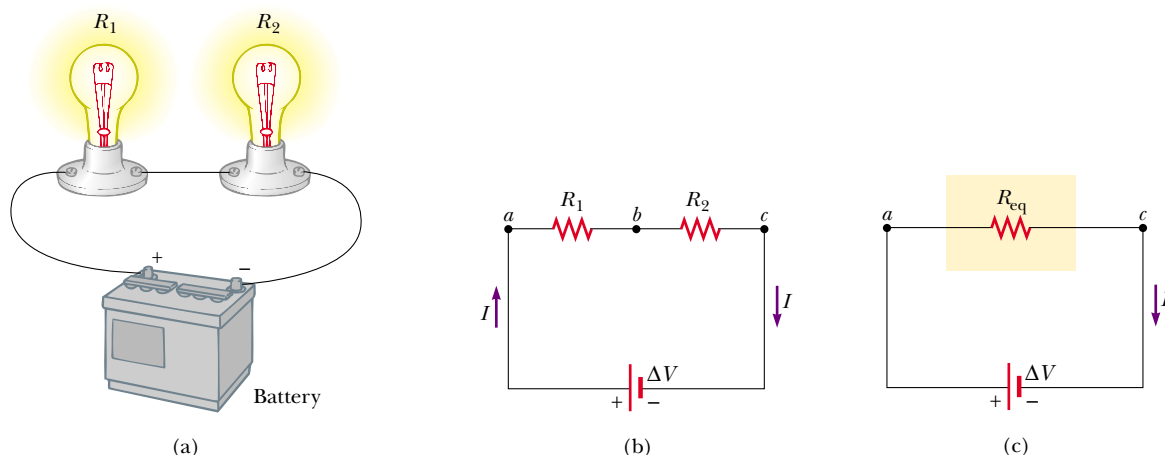 R1
R2
+
−
Battery
(a)
a
R1
b
R2
c
I
I
ΔV
+
−
(b)
a
Req
c
I
ΔV
+
−
(c)